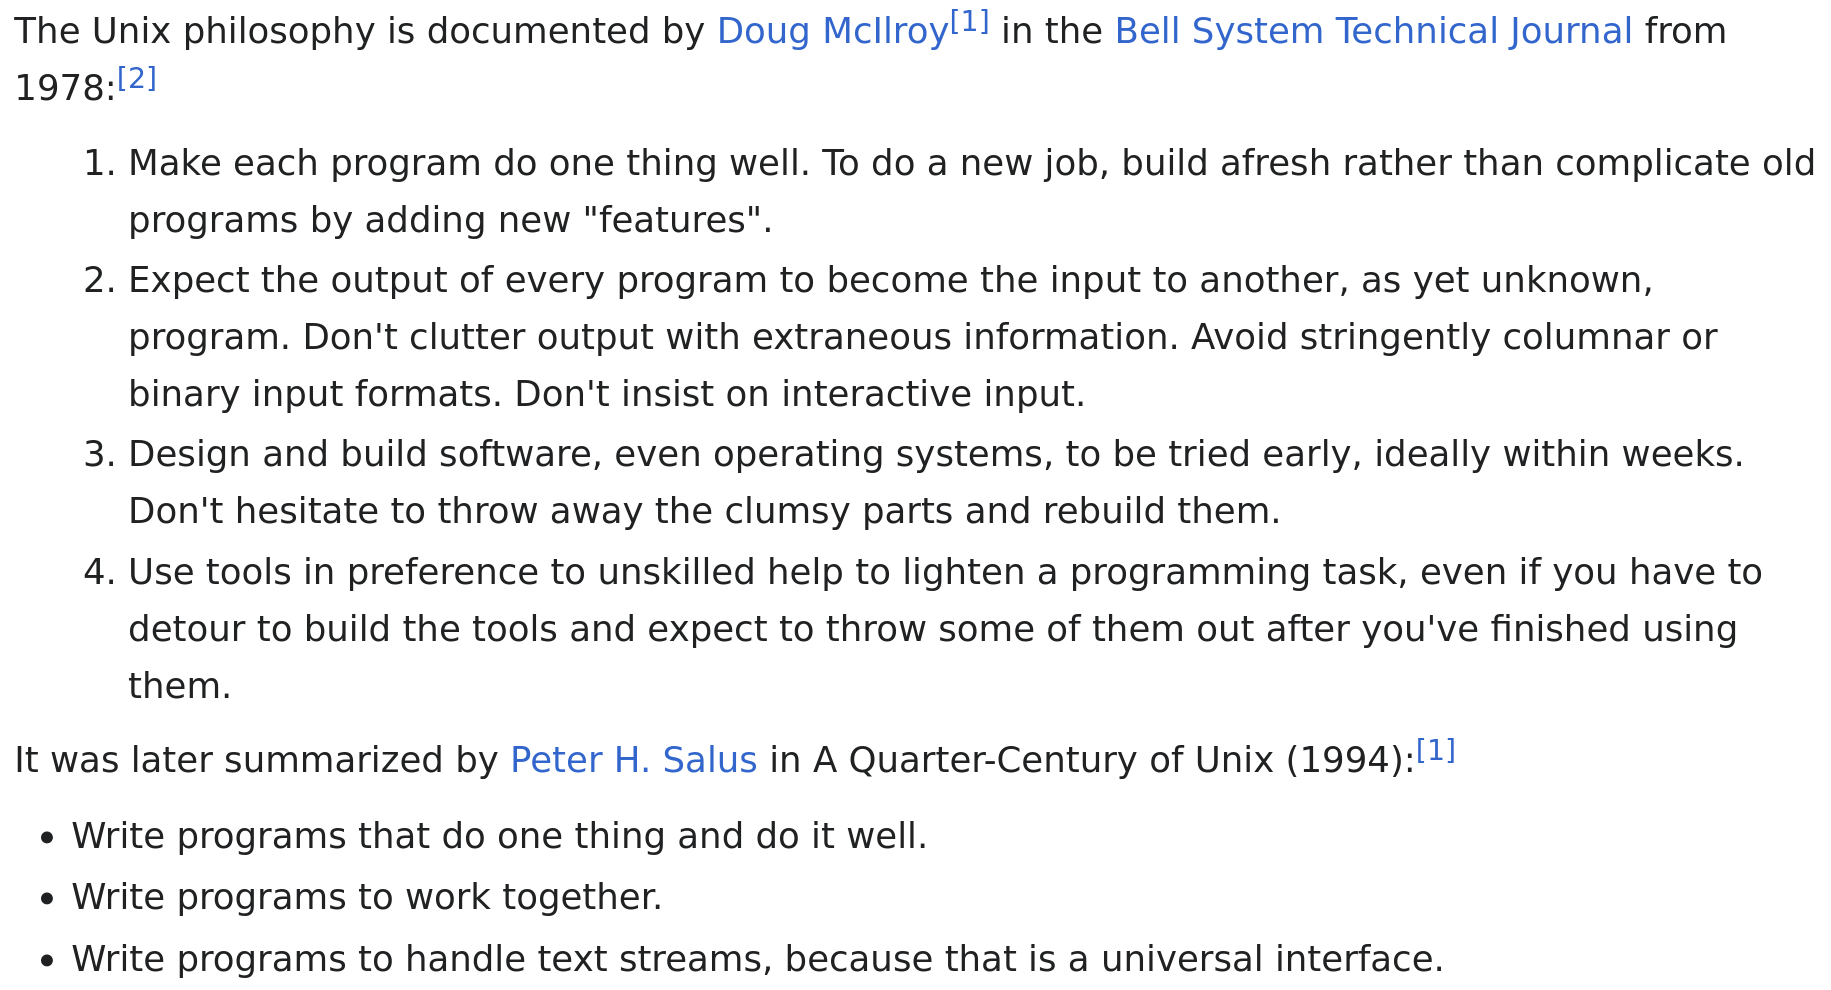 The Unix philosophy is documented by Doug McIlroy[1] in the Bell System Technical Journal from
1978:[2]
1. Make each program do one thing well. To do a new job, build afresh rather than complicate old
programs by adding new "features".
2. Expect the output of every program to become the input to another, as yet unknown,
program. Don't clutter output with extraneous information. Avoid stringently columnar or
binary input formats. Don't insist on interactive input.
3. Design and build software, even operating systems, to be tried early, ideally within weeks.
Don't hesitate to throw away the clumsy parts and rebuild them.
4. Use tools in preference to unskilled help to lighten a programming task, even if you have to
detour to build the tools and expect to throw some of them out after you've finished using
them.
It was later summarized by Peter H. Salus in A Quarter-Century of Unix (1994):[1]
• Write programs that do one thing and do it well.
• Write programs to work together.
• Write programs to handle text streams, because that is a universal interface.